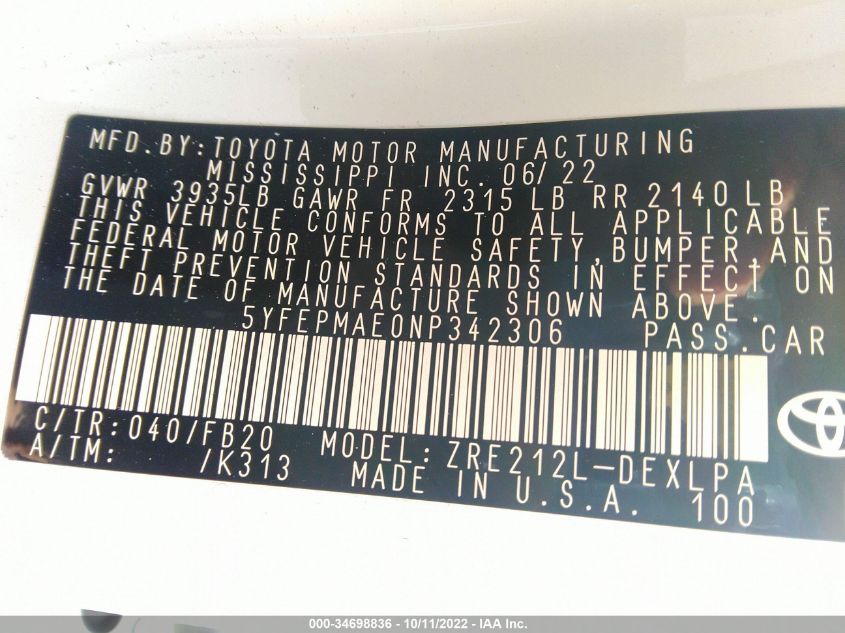 MFD.BY:TOYOTA MOTOR MANUFACTURING
MISSISSIPPI INC. 06/22
GVWR 3935LB GAWR FR 2315 LB RR 2140 LB
THIS VEHICLE CONFORMS TO ALL APPLICABLE
FEDERAL MOTOR VEHICLE SAFETY,BUMPER,AND
THEFT PREVENTION STANDARDS IN EFFECT ON
THE DATE OF MANUFACTURE SHOWN ABOVE.
5YFEPMAE0NP342306 PASS.CAR
C/TR:040/FB20 MODEL:ZRE212L-DEXLPA
A/TM: /K313 MADE IN U.S.A. 100
000-34698836 - 10/11/2022 - IAA Inc.